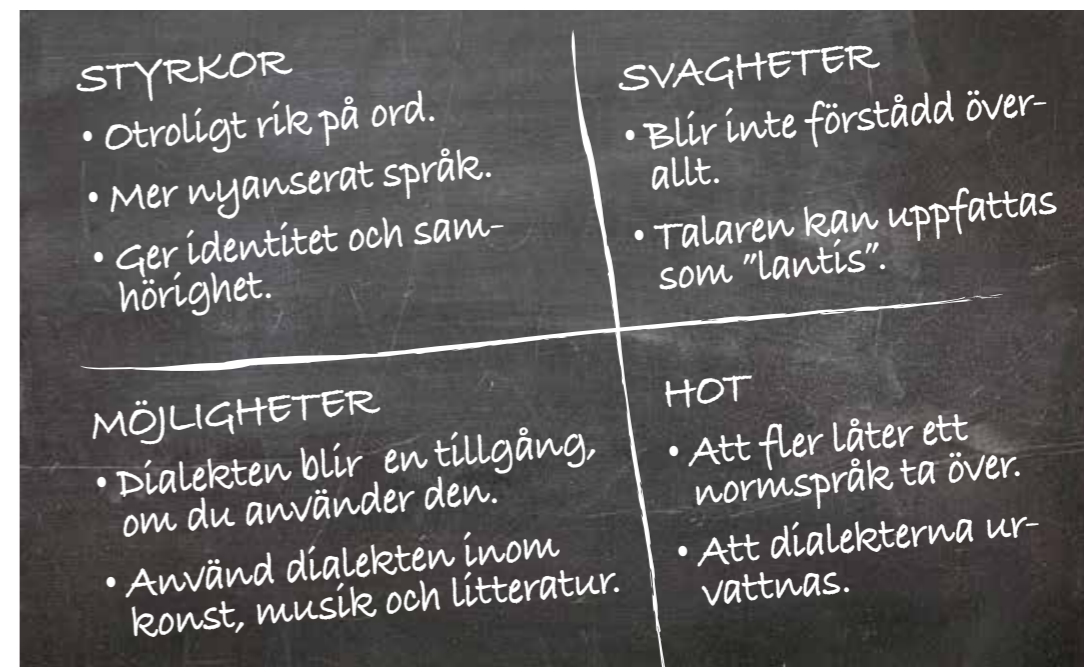 STYRKOR
• Otroligt rik på ord.
• Mer nyanserat språk.
• Ger identitet och sam-
hörighet.
SVAGHETER
• Blir inte förstådd över-
allt.
• Talaren kan uppfattas
som "lantis".
MÖJLIGHETER
• Dialekten blir en tillgång,
om du använder den.
• Använd dialekten inom
konst, musik och litteratur.
HOT
• Att fler låter ett
normspråk ta över.
• Att dialekterna ur-
vattnas.